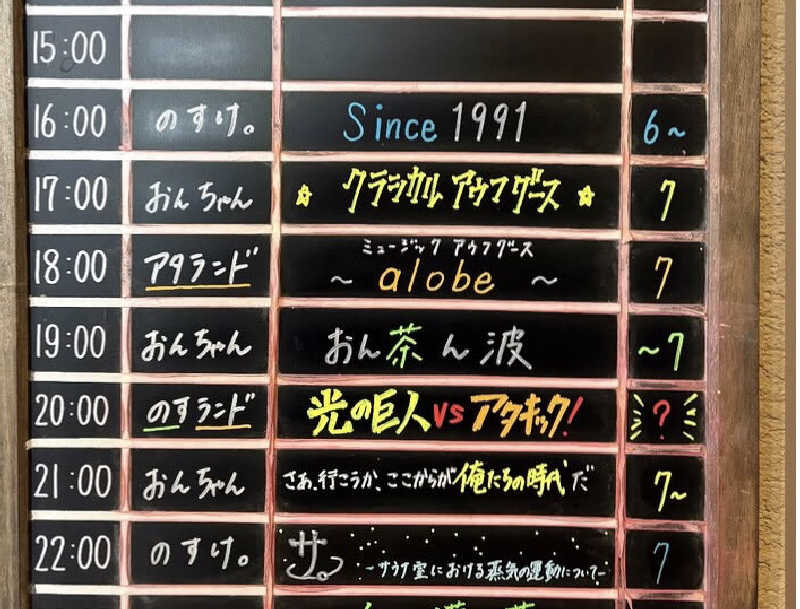 15:00
16:00 のすけ。 Since 1991 6~
17:00 おんちゃん ☆ クラシカル アウフグース ☆ 7
18:00 アタランド ミュージック アウフグース
~ alobe ~ 7
19:00 おんちゃん おん茶ん波 ~7
20:00 のすランド 光の巨人 vs アタキック! ?
21:00 おんちゃん さあ、行こうか、ここからが俺たちの時代だ 7~
22:00 のすけ。 サ。 -サウナ室における蒸気の運動について- 7